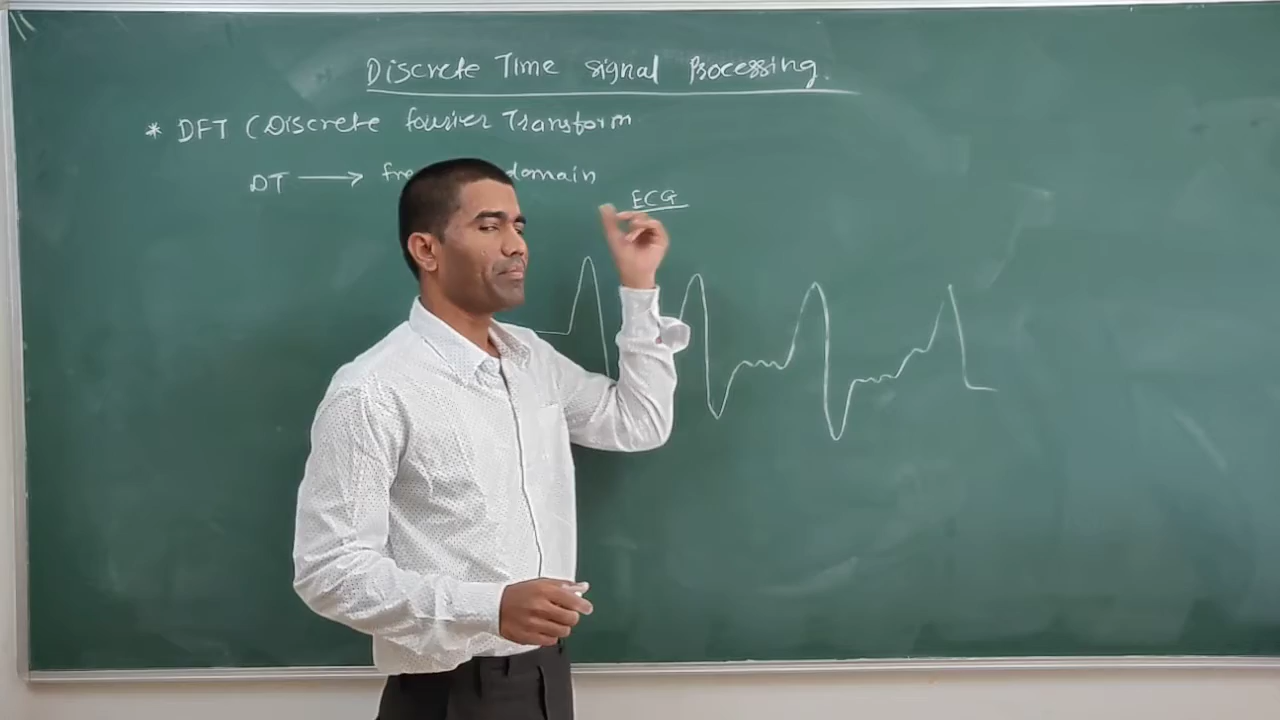 Discrete Time signal Processing.
* DFT (Discrete fourier Transform
DT → domain
ECG